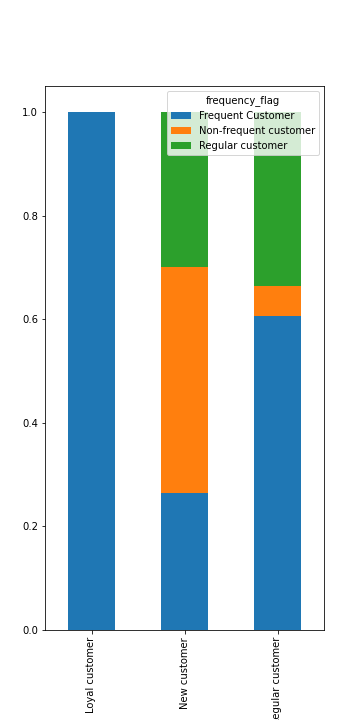 frequency_flag
Frequent Customer
Non-frequent customer
Regular customer
1.0
0.8
0.6
0.4
0.2
0.0
Loyal customer
New customer
egular customer